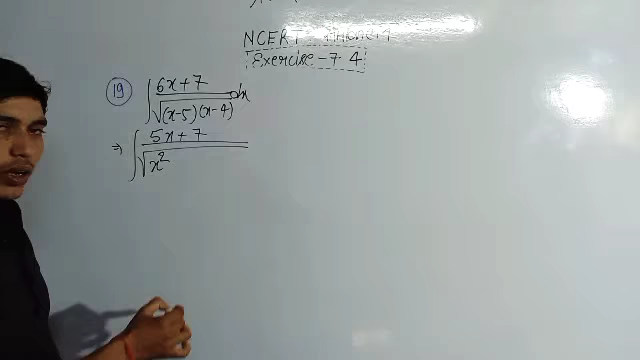 NCERT
Exercise - 7.4
19 ∫ 6x+7 / √(x-5)(x-4) dx
⇒ ∫ 5x+7 / √x²